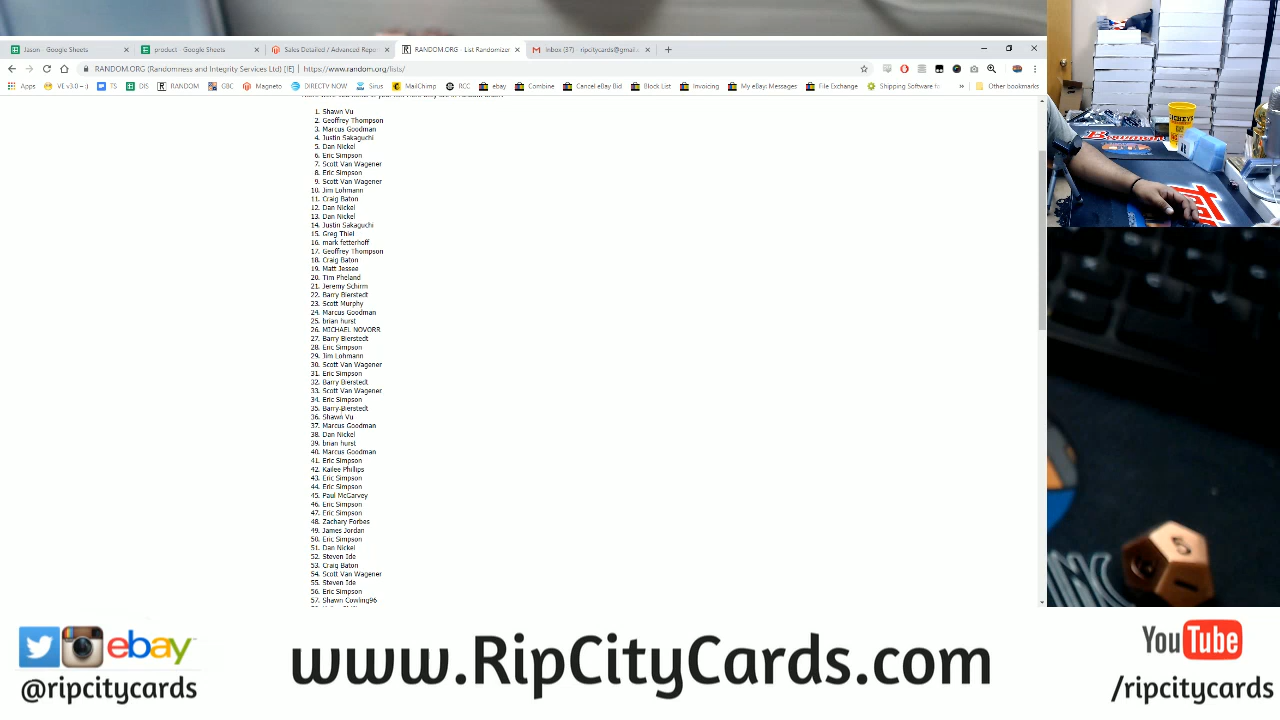 Jason - Google Sheets
product - Google Sheets
Sales Detailed / Advanced Repo
RANDOM.ORG - List Randomizer
Inbox (37) - ripcitycards@gmail.c
RANDOM.ORG (Randomness and Integrity Services Ltd) [IE] | https://www.random.org/lists/
Apps VE v3.0 -- :) TS DIS RANDOM GBC Magneto DIRECTV NOW Sirus MailChimp RCC ebay Combine Cancel eBay Bid Block List Invoicing My eBay: Messages File Exchange Shipping Software fo » Other bookmarks
1. Shawn Vu
2. Geoffrey Thompson
3. Marcus Goodman
4. Justin Sakaguchi
5. Dan Nickel
6. Eric Simpson
7. Scott Van Wagener
8. Eric Simpson
9. Scott Van Wagener
10. Jim Lohmann
11. Craig Baton
12. Dan Nickel
13. Dan Nickel
14. Justin Sakaguchi
15. Greg Thiel
16. mark fetterhoff
17. Geoffrey Thompson
18. Craig Baton
19. Matt Jessee
20. Tim Pheland
21. Jeremy Schirm
22. Barry Bierstedt
23. Scott Murphy
24. Marcus Goodman
25. brian hurst
26. MICHAEL NOVORR
27. Barry Bierstedt
28. Eric Simpson
29. Jim Lohmann
30. Scott Van Wagener
31. Eric Simpson
32. Barry Bierstedt
33. Scott Van Wagener
34. Eric Simpson
35. Barry Bierstedt
36. Shawn Vu
37. Marcus Goodman
38. Dan Nickel
39. brian hurst
40. Marcus Goodman
41. Eric Simpson
42. Kailee Phillips
43. Eric Simpson
44. Eric Simpson
45. Paul McGarvey
46. Eric Simpson
47. Eric Simpson
48. Zachary Forbes
49. James Jordan
50. Eric Simpson
51. Dan Nickel
52. Steven Ide
53. Craig Baton
54. Scott Van Wagener
55. Steven Ide
56. Eric Simpson
57. Shawn Cowling96
5
ebay
@ripcitycards
www.RipCityCards.com
YouTube
/ripcitycards